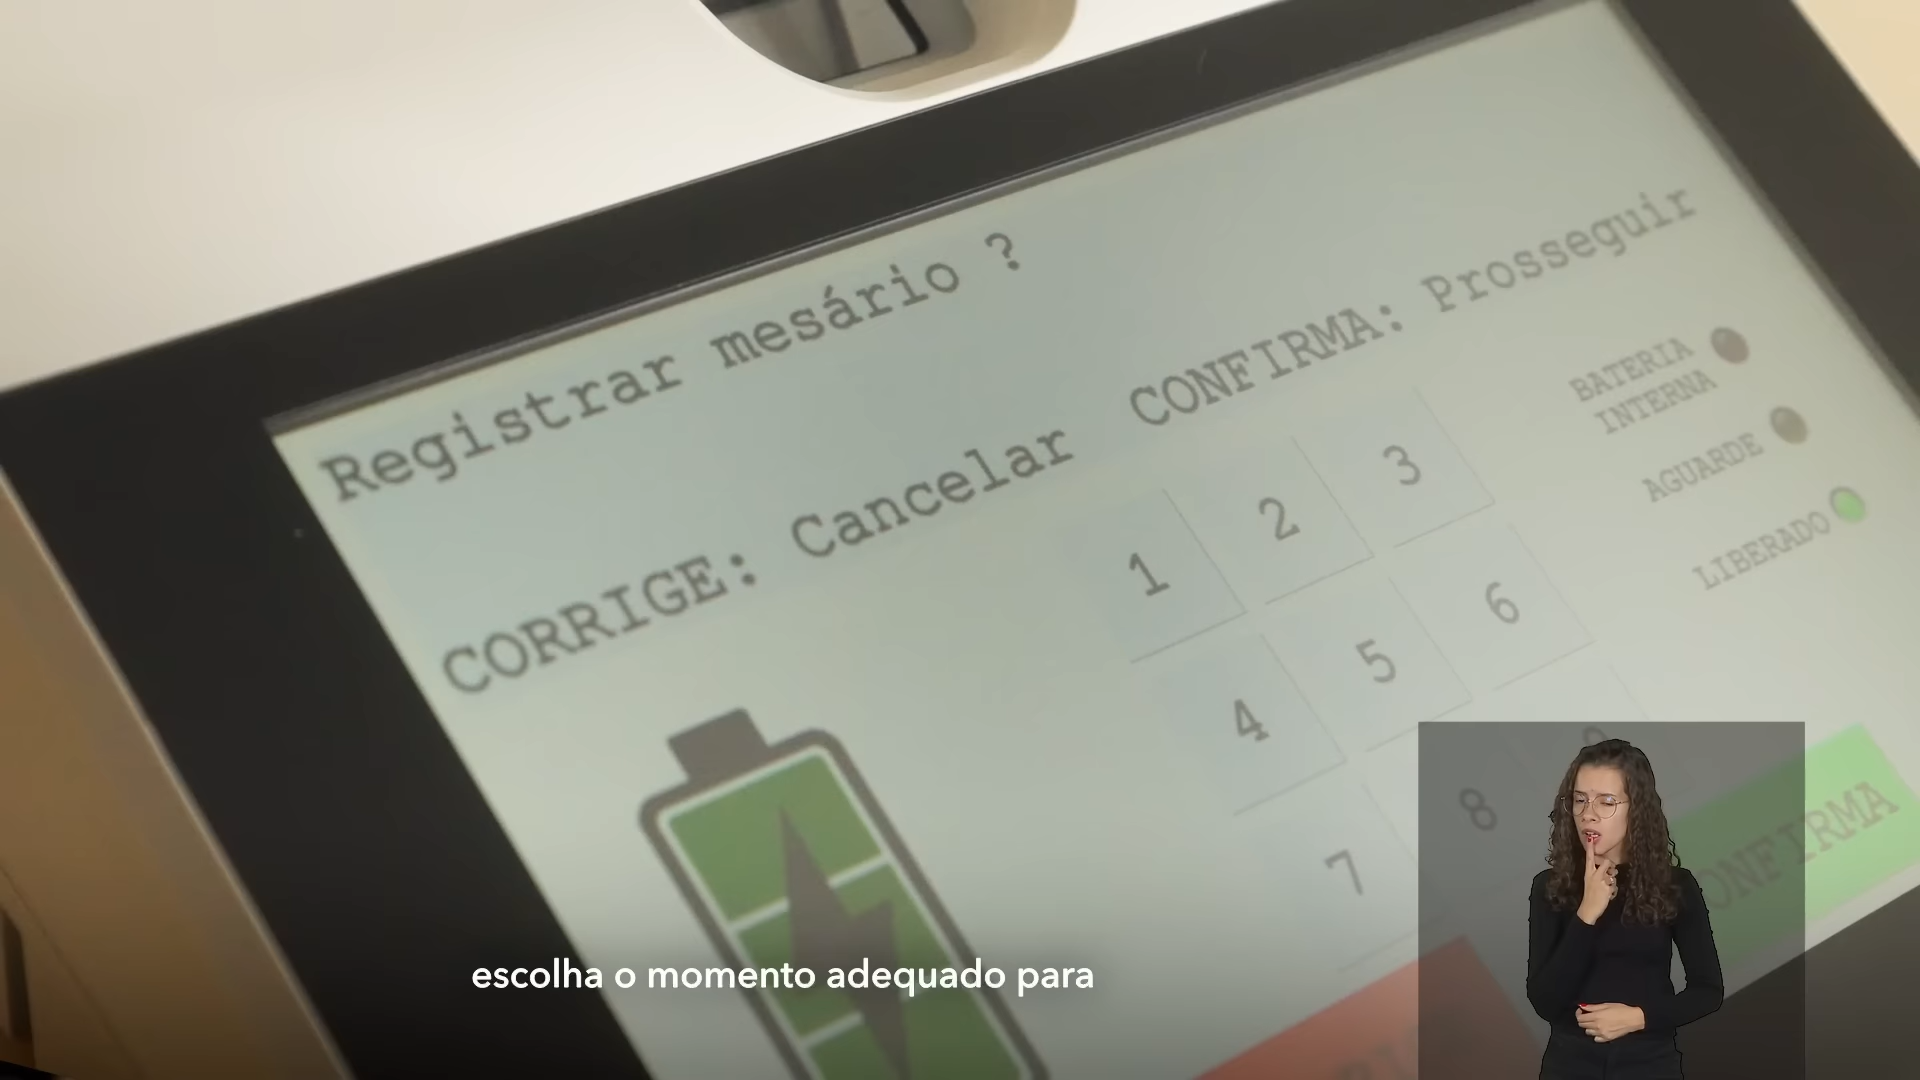 Registrar mesário ?
CORRIGE: Cancelar CONFIRMA: Prosseguir
BATERIA
INTERNA
AGUARDE
LIBERADO
1 2 3
4 5 6
7 8
CONFIRMA
escolha o momento adequado para